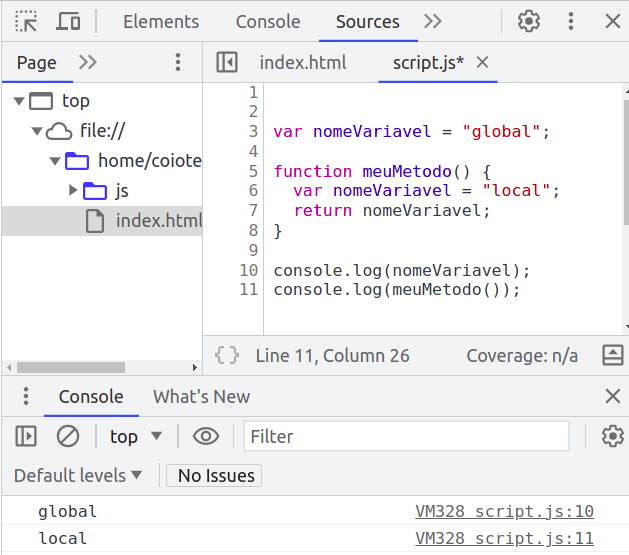 Elements Console Sources
Page
index.html script.js*
top
file://
home/coiote
js
index.html
1
2
3 var nomeVariavel = "global";
4
5 function meuMetodo() {
6 var nomeVariavel = "local";
7 return nomeVariavel;
8 }
9
10 console.log(nomeVariavel);
11 console.log(meuMetodo());
{ } Line 11, Column 26 Coverage: n/a
Console What's New
top Filter
Default levels No Issues
global VM328 script.js:10
local VM328 script.js:11